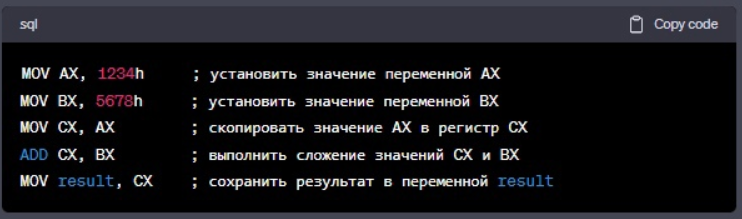 sql Copy code
MOV AX, 1234h ; установить значение переменной AX
MOV BX, 5678h ; установить значение переменной BX
MOV CX, AX ; скопировать значение AX в регистр CX
ADD CX, BX ; выполнить сложение значений CX и BX
MOV result, CX ; сохранить результат в переменной result